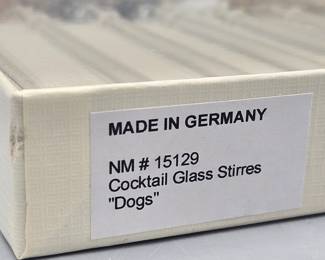 MADE IN GERMANY
NM # 15129
Cocktail Glass Stirres
"Dogs"